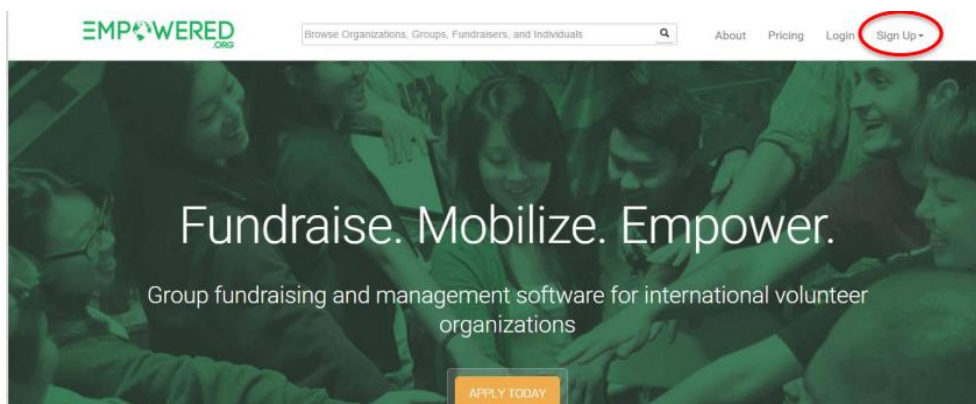 EMPOWERED
.ORG
Browse Organizations, Groups, Fundraisers, and Individuals
About Pricing Login Sign Up
Fundraise. Mobilize. Empower.
Group fundraising and management software for international volunteer
organizations
APPLY TODAY